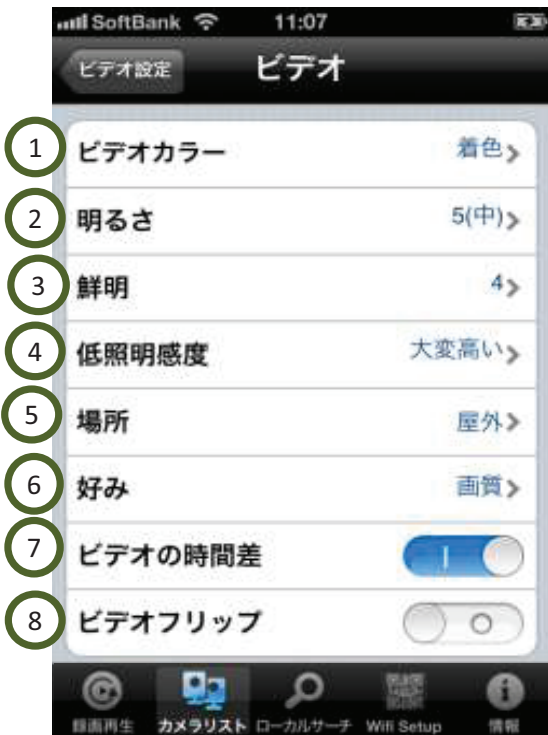 SoftBank 11:07
ビデオ設定 ビデオ
1 ビデオカラー 着色
2 明るさ 5(中)
3 鮮明 4
4 低照明感度 大変高い
5 場所 屋外
6 好み 画質
7 ビデオの時間差
8 ビデオフリップ
録画再生 カメラリスト ローカルサーチ Wifi Setup 情報